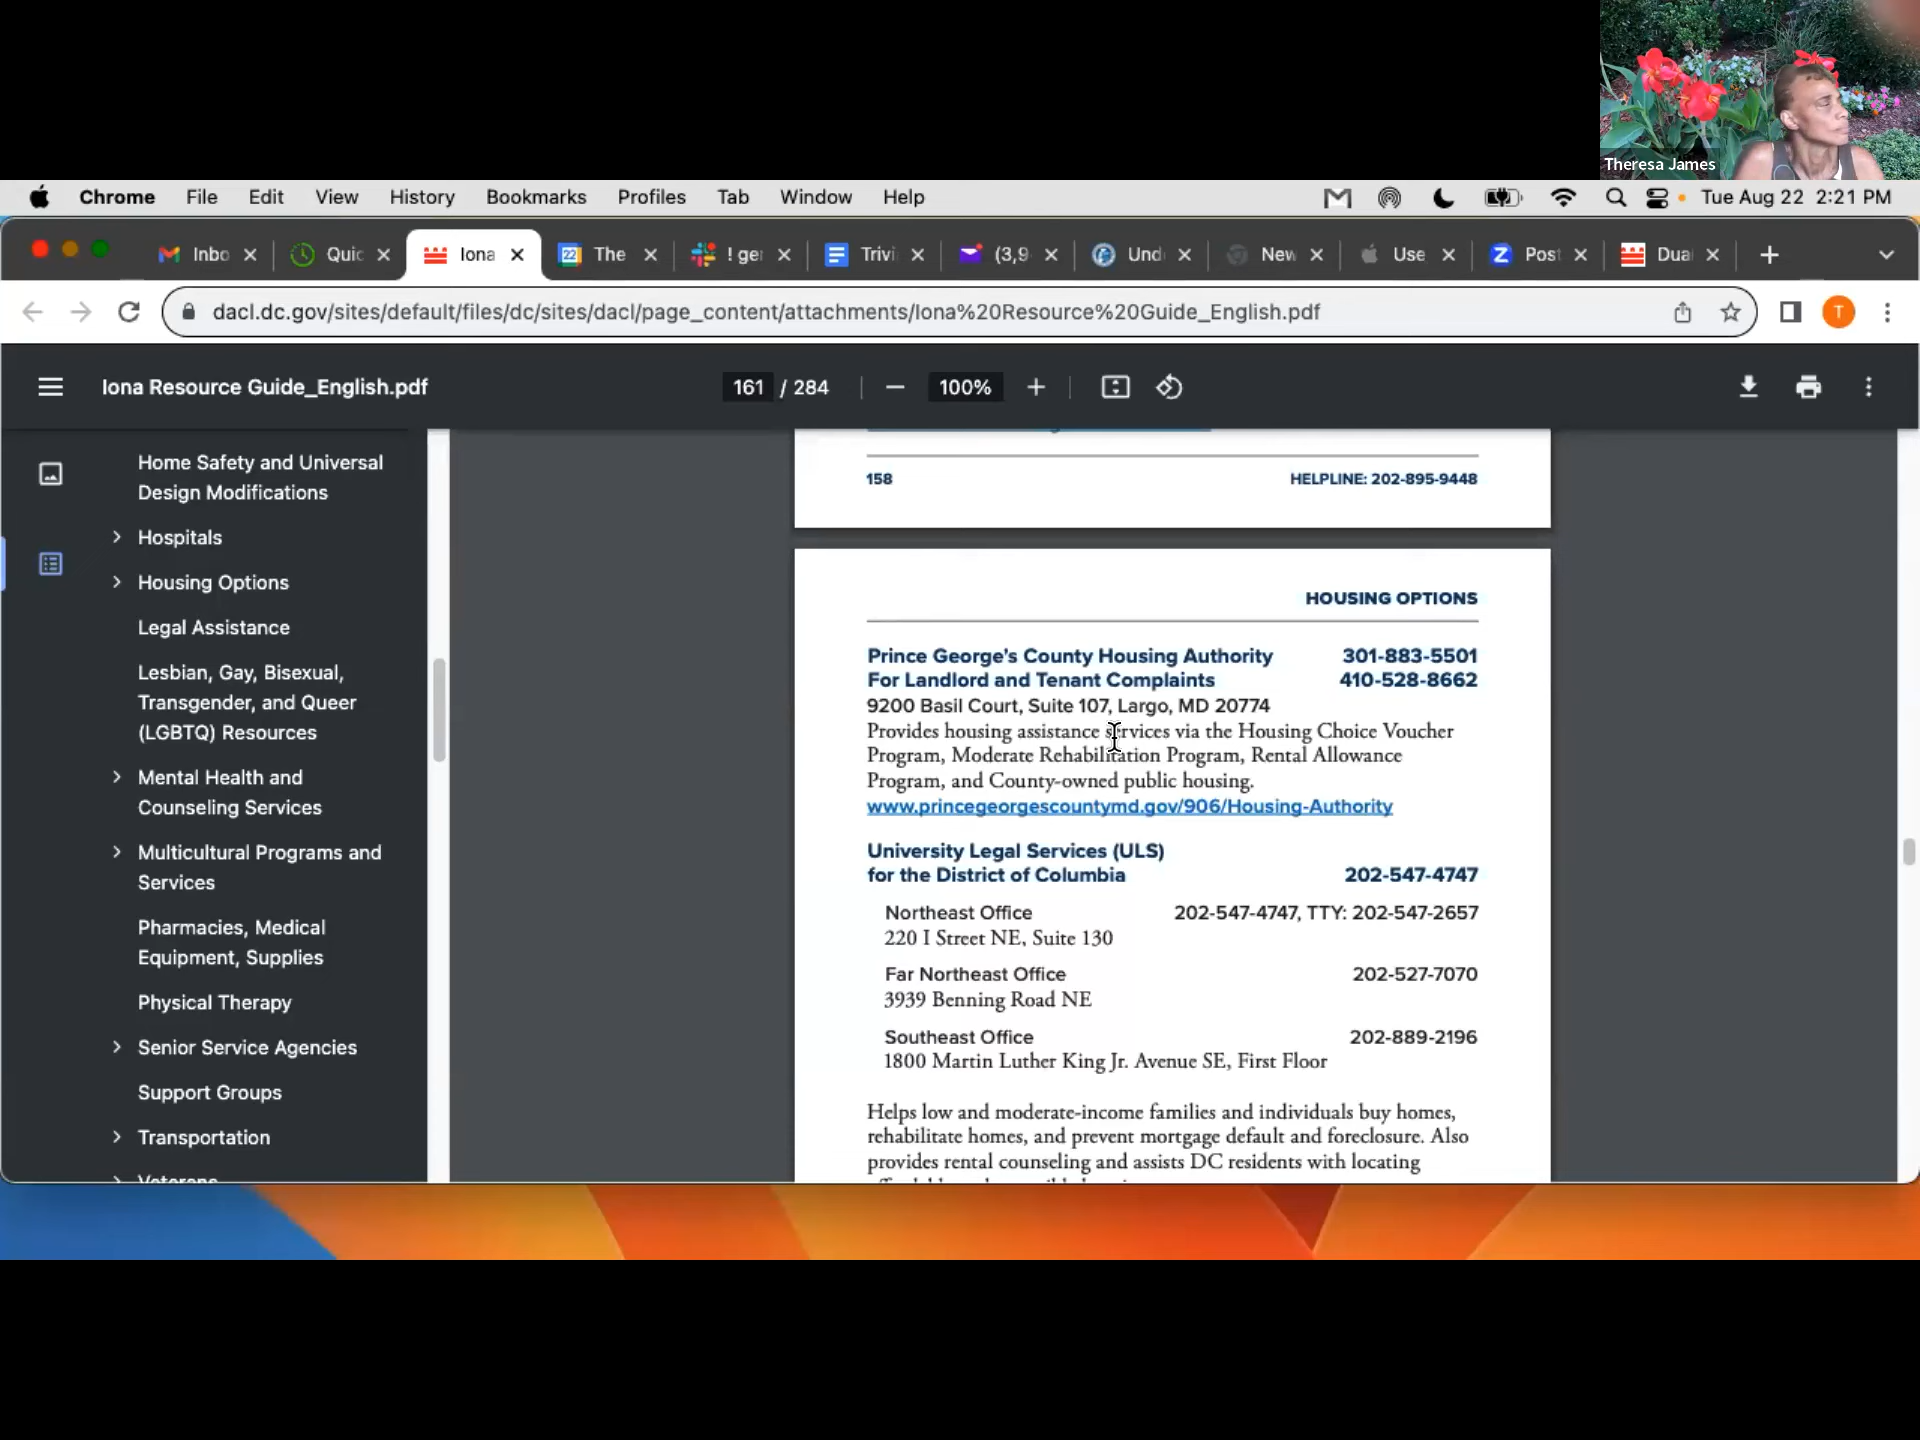 Theresa James
Chrome File Edit View History Bookmarks Profiles Tab Window Help Tue Aug 22 2:21 PM
Inbo Quic Iona 22 The ! ge Trivi (3,9 Und New Use Z Post Dua
dacl.dc.gov/sites/default/files/dc/sites/dacl/page_content/attachments/Iona%20Resource%20Guide_English.pdf T
Iona Resource Guide_English.pdf 161 / 284 100%
Home Safety and Universal
Design Modifications
Hospitals
Housing Options
Legal Assistance
Lesbian, Gay, Bisexual,
Transgender, and Queer
(LGBTQ) Resources
Mental Health and
Counseling Services
Multicultural Programs and
Services
Pharmacies, Medical
Equipment, Supplies
Physical Therapy
Senior Service Agencies
Support Groups
Transportation
Veterans
158 HELPLINE: 202-895-9448
HOUSING OPTIONS
Prince George's County Housing Authority 301-883-5501
For Landlord and Tenant Complaints 410-528-8662
9200 Basil Court, Suite 107, Largo, MD 20774
Provides housing assistance services via the Housing Choice Voucher
Program, Moderate Rehabilitation Program, Rental Allowance
Program, and County-owned public housing.
www.princegeorgescountymd.gov/906/Housing-Authority
University Legal Services (ULS)
for the District of Columbia 202-547-4747
Northeast Office 202-547-4747, TTY: 202-547-2657
220 I Street NE, Suite 130
Far Northeast Office 202-527-7070
3939 Benning Road NE
Southeast Office 202-889-2196
1800 Martin Luther King Jr. Avenue SE, First Floor
Helps low and moderate-income families and individuals buy homes,
rehabilitate homes, and prevent mortgage default and foreclosure. Also
provides rental counseling and assists DC residents with locating